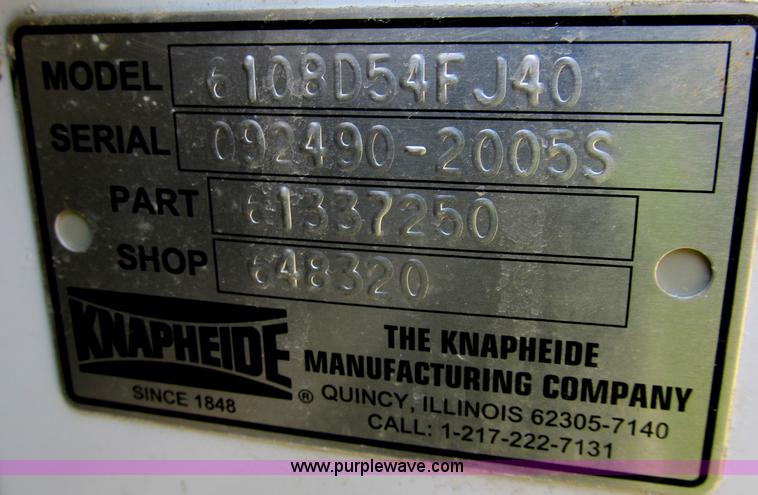 MODEL 6108D54FJ40
SERIAL 092490-2005S
PART 61337250
SHOP 648320
KNAPHEIDE ®
SINCE 1848
THE KNAPHEIDE
MANUFACTURING COMPANY
QUINCY, ILLINOIS 62305-7140
CALL: 1-217-222-7131
www.purplewave.com